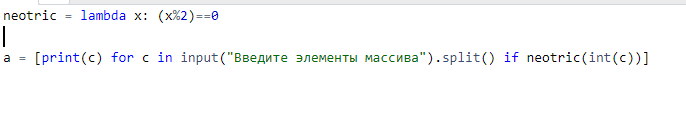 neotric = lambda x: (x%2)==0
a = [print(c) for c in input("Введите элементы массива").split() if neotric(int(c))]